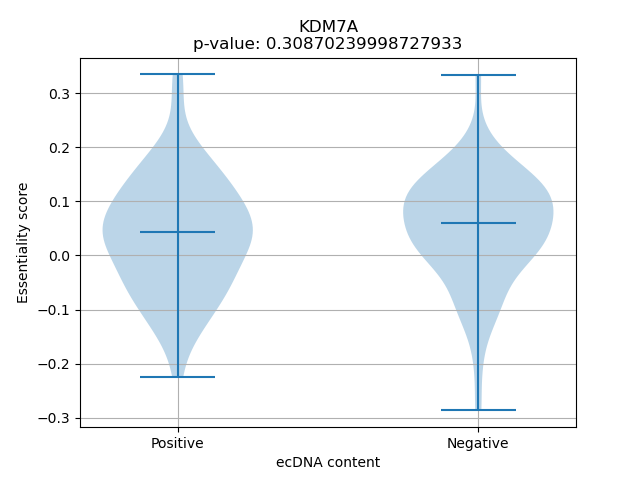 KDM7A
p-value: 0.30870239998727933
Essentiality score
0.3
0.2
0.1
0.0
−0.1
−0.2
−0.3
Positive
Negative
ecDNA content